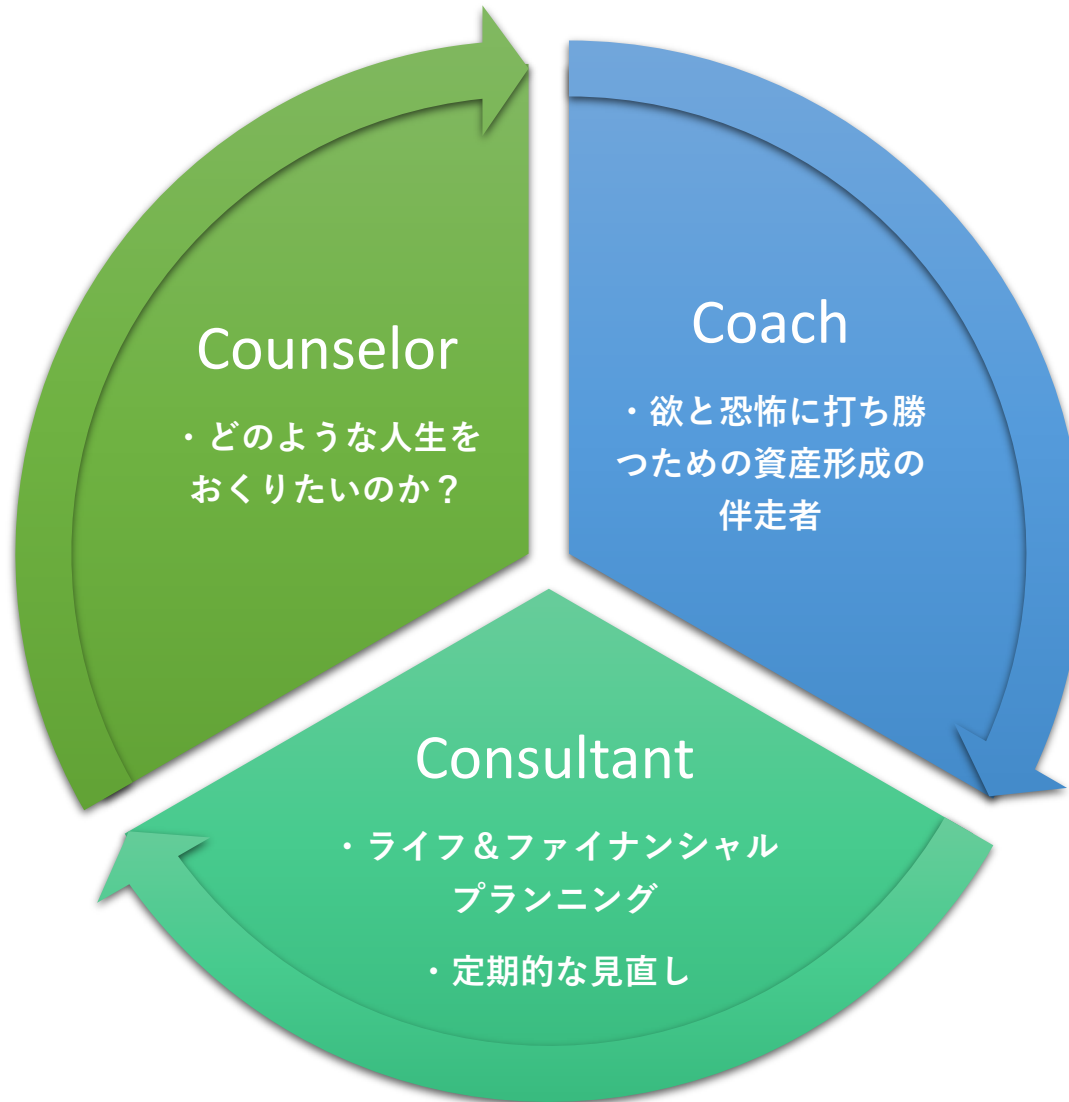 Counselor
・どのような人生を
おくりたいのか？
Coach
・欲と恐怖に打ち勝
つための資産形成の
伴走者
Consultant
・ライフ＆ファイナンシャル
プランニング
・定期的な見直し